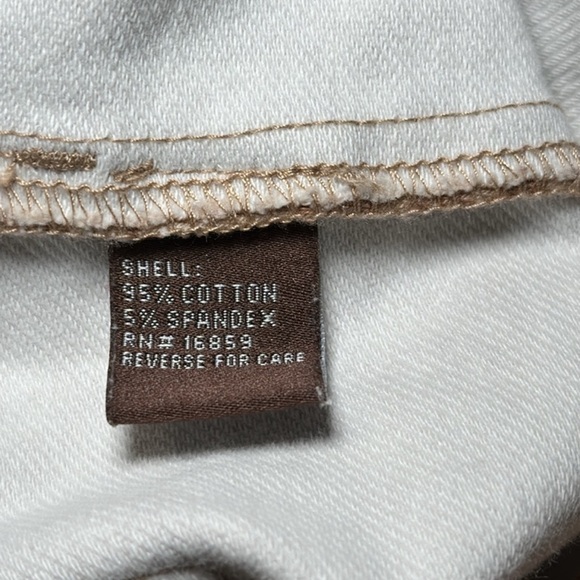 SHELL:
95% COTTON
5% SPANDEX
RN# 16859
REVERSE FOR CARE